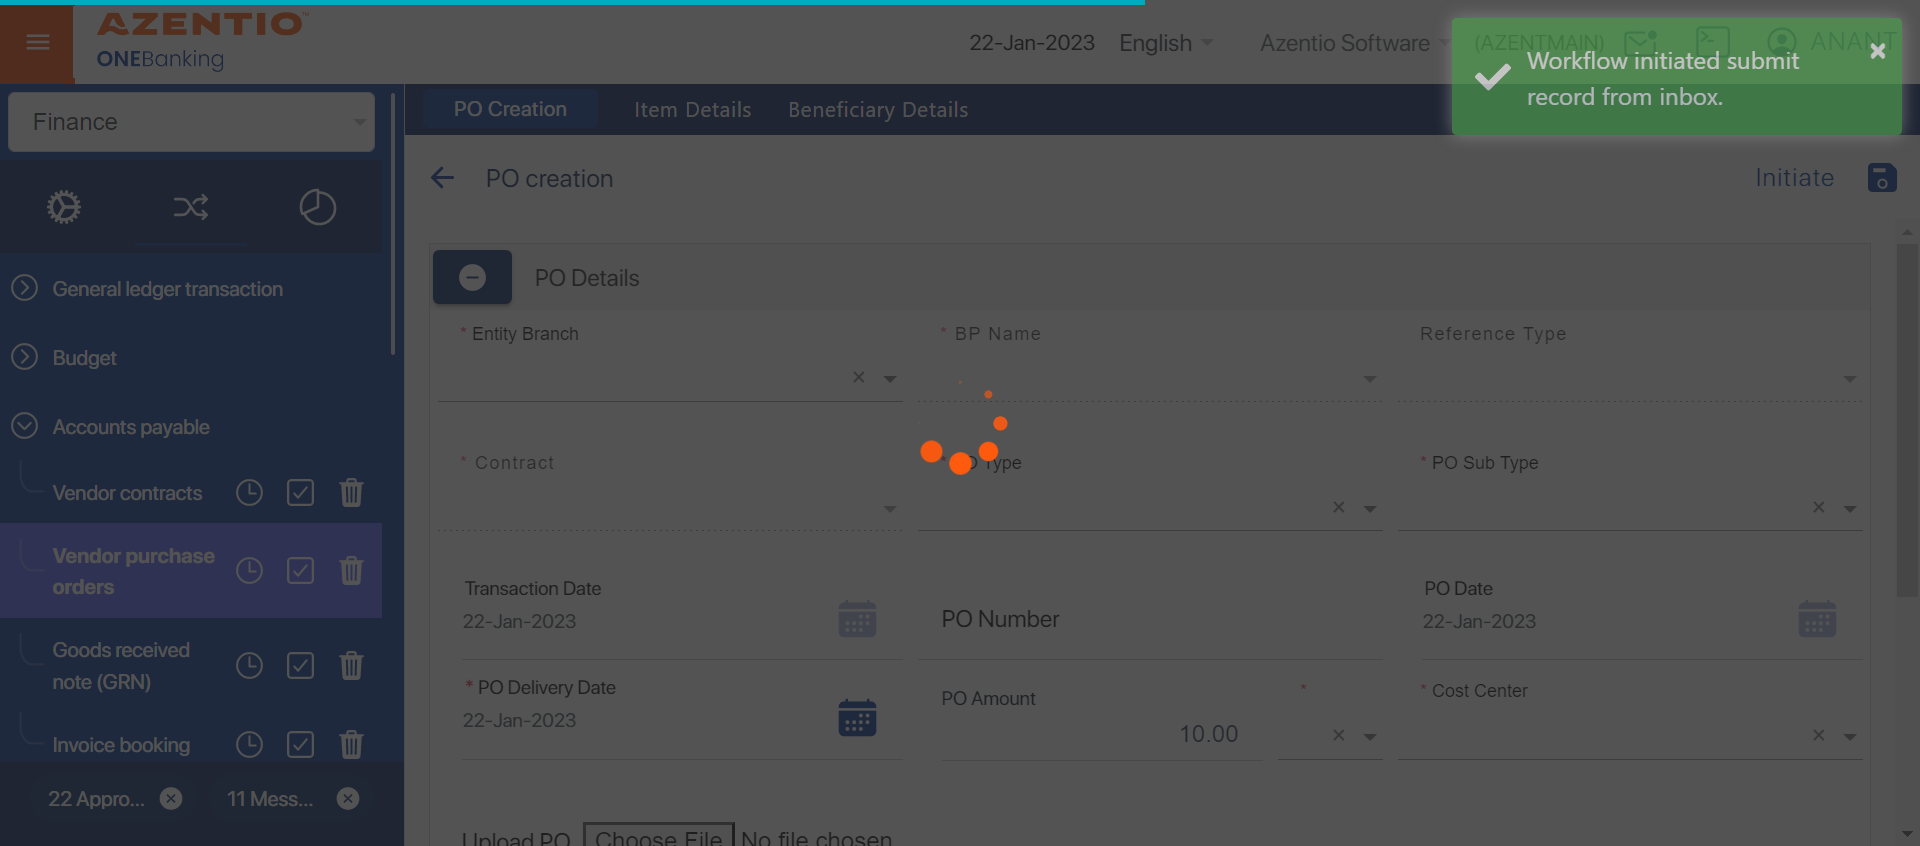 AZENTIO
ONEBanking
22-Jan-2023
English
Azentio Software
(AZENTMAIN)
ANANT
Workflow initiated submit
record from inbox.
Finance
PO Creation
Item Details
Beneficiary Details
PO creation
Initiate
General ledger transaction
Budget
Accounts payable
Vendor contracts
Vendor purchase
orders
Goods received
note (GRN)
Invoice booking
22 Appro...
11 Mess...
PO Details
* Entity Branch
* BP Name
Reference Type
* Contract
Type
* PO Sub Type
Transaction Date
22-Jan-2023
PO Number
PO Date
22-Jan-2023
* PO Delivery Date
22-Jan-2023
PO Amount
10.00
*
* Cost Center
Upload PO
Choose File
No file chosen